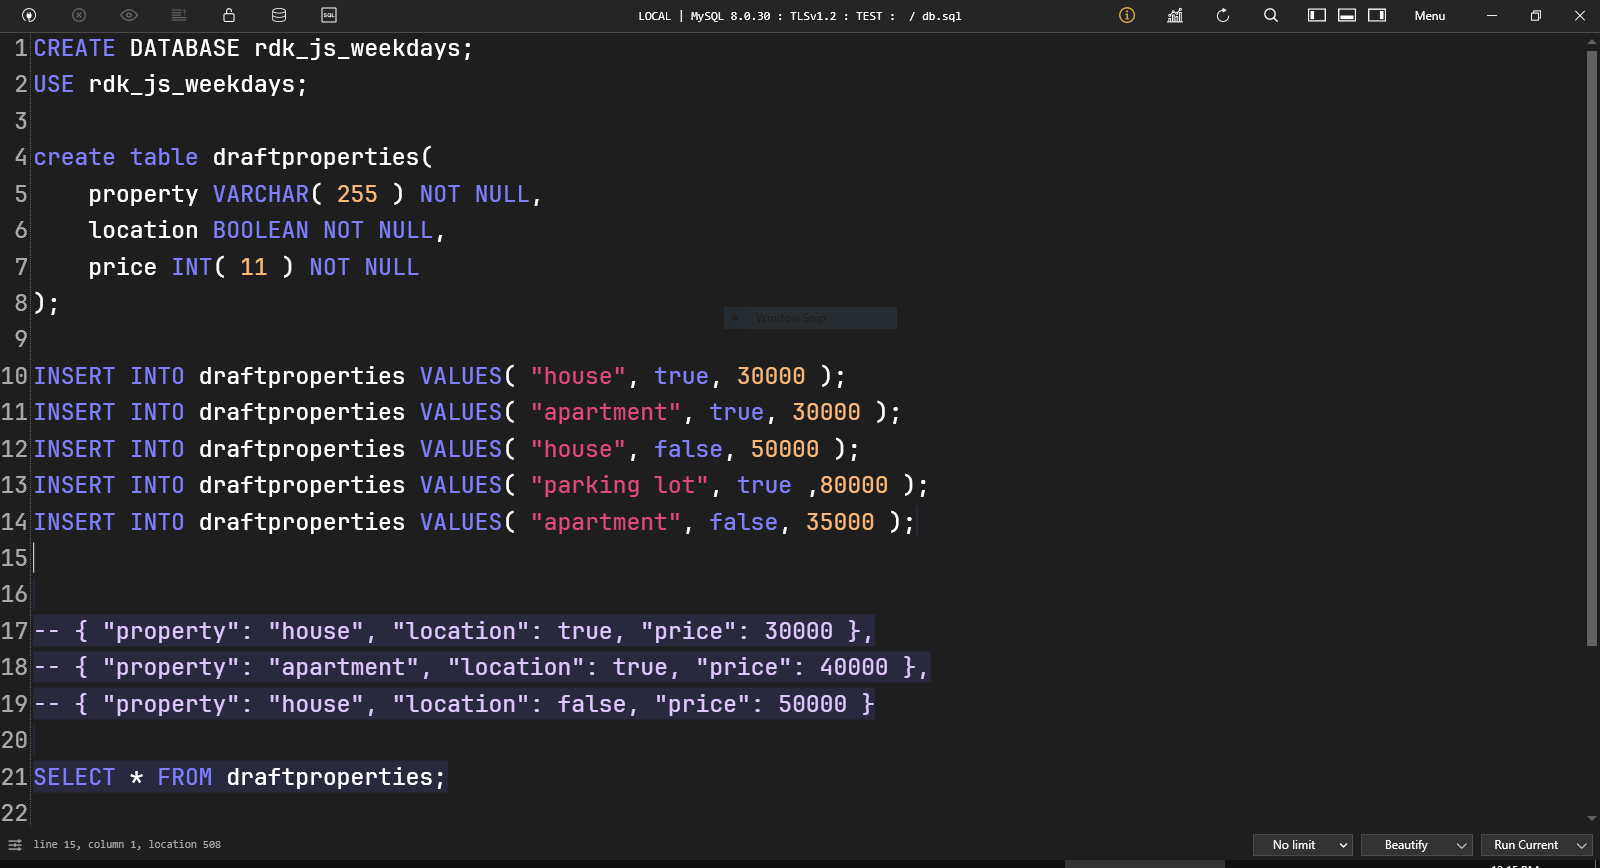 SQL
LOCAL | MySQL 8.0.30 : TLSv1.2 : TEST :  / db.sql
Menu
1 CREATE DATABASE rdk_js_weekdays;
2 USE rdk_js_weekdays;
3
4 create table draftproperties(
5     property VARCHAR( 255 ) NOT NULL,
6     location BOOLEAN NOT NULL,
7     price INT( 11 ) NOT NULL
8 );
Window Snip
9
10 INSERT INTO draftproperties VALUES( "house", true, 30000 );
11 INSERT INTO draftproperties VALUES( "apartment", true, 30000 );
12 INSERT INTO draftproperties VALUES( "house", false, 50000 );
13 INSERT INTO draftproperties VALUES( "parking lot", true ,80000 );
14 INSERT INTO draftproperties VALUES( "apartment", false, 35000 );
15
16
17 -- { "property": "house", "location": true, "price": 30000 },
18 -- { "property": "apartment", "location": true, "price": 40000 },
19 -- { "property": "house", "location": false, "price": 50000 }
20
21 SELECT * FROM draftproperties;
22
line 15, column 1, location 508
No limit
Beautify
Run Current